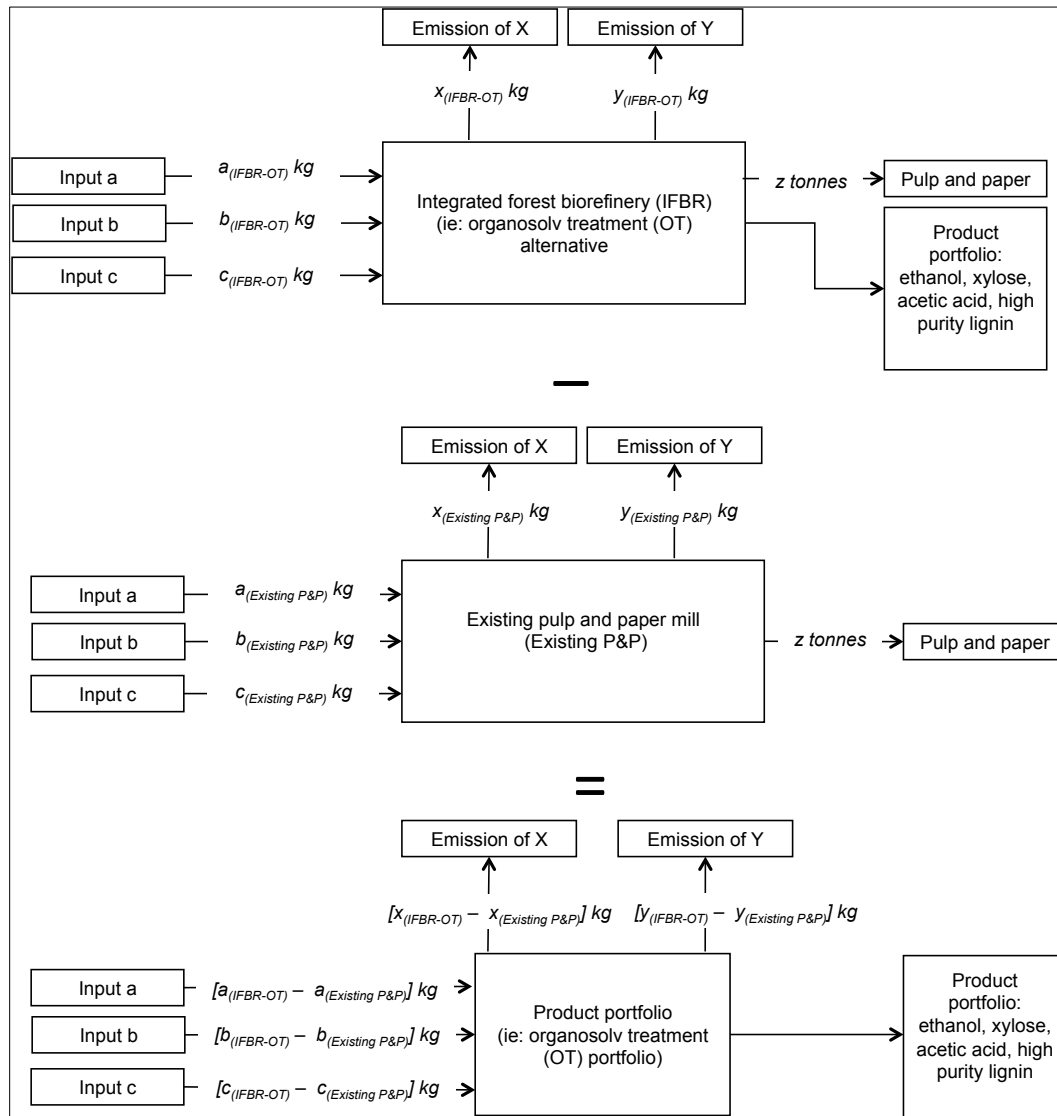 Emission of X
Emission of Y
x(IFBR-OT) kg
y(IFBR-OT) kg
Input a
a(IFBR-OT) kg
Input b
b(IFBR-OT) kg
Input c
c(IFBR-OT) kg
Integrated forest biorefinery (IFBR)
(ie: organosolv treatment (OT)
alternative
z tonnes
Pulp and paper
Product
portfolio:
ethanol, xylose,
acetic acid, high
purity lignin
–
Emission of X
Emission of Y
x(Existing P&P) kg
y(Existing P&P) kg
Input a
a(Existing P&P) kg
Input b
b(Existing P&P) kg
Input c
c(Existing P&P) kg
Existing pulp and paper mill
(Existing P&P)
z tonnes
Pulp and paper
=
Emission of X
Emission of Y
[x(IFBR-OT) – x(Existing P&P)] kg
[y(IFBR-OT) – y(Existing P&P)] kg
Input a
[a(IFBR-OT) – a(Existing P&P)] kg
Input b
[b(IFBR-OT) – b(Existing P&P)] kg
Input c
[c(IFBR-OT) – c(Existing P&P)] kg
Product portfolio
(ie: organosolv treatment
(OT) portfolio)
Product
portfolio:
ethanol, xylose,
acetic acid, high
purity lignin